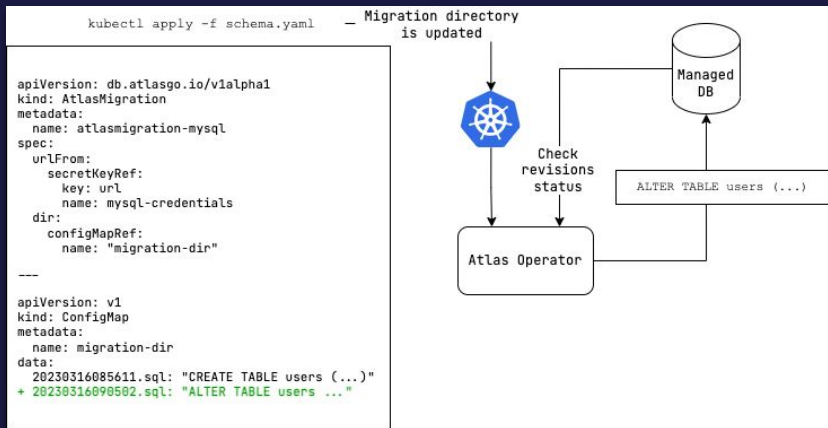 kubectl apply -f schema.yaml
apiVersion: db.atlasgo.io/v1alpha1
kind: AtlasMigration
metadata:
  name: atlasmigration-mysql
spec:
  urlFrom:
    secretKeyRef:
      key: url
      name: mysql-credentials
  dir:
    configMapRef:
      name: "migration-dir"
---
apiVersion: v1
kind: ConfigMap
metadata:
  name: migration-dir
data:
  20230316085611.sql: "CREATE TABLE users (...)"
+ 20230316090502.sql: "ALTER TABLE users ..."
Migration directory
is updated
Managed
DB
Check
revisions
status
ALTER TABLE users (...)
Atlas Operator